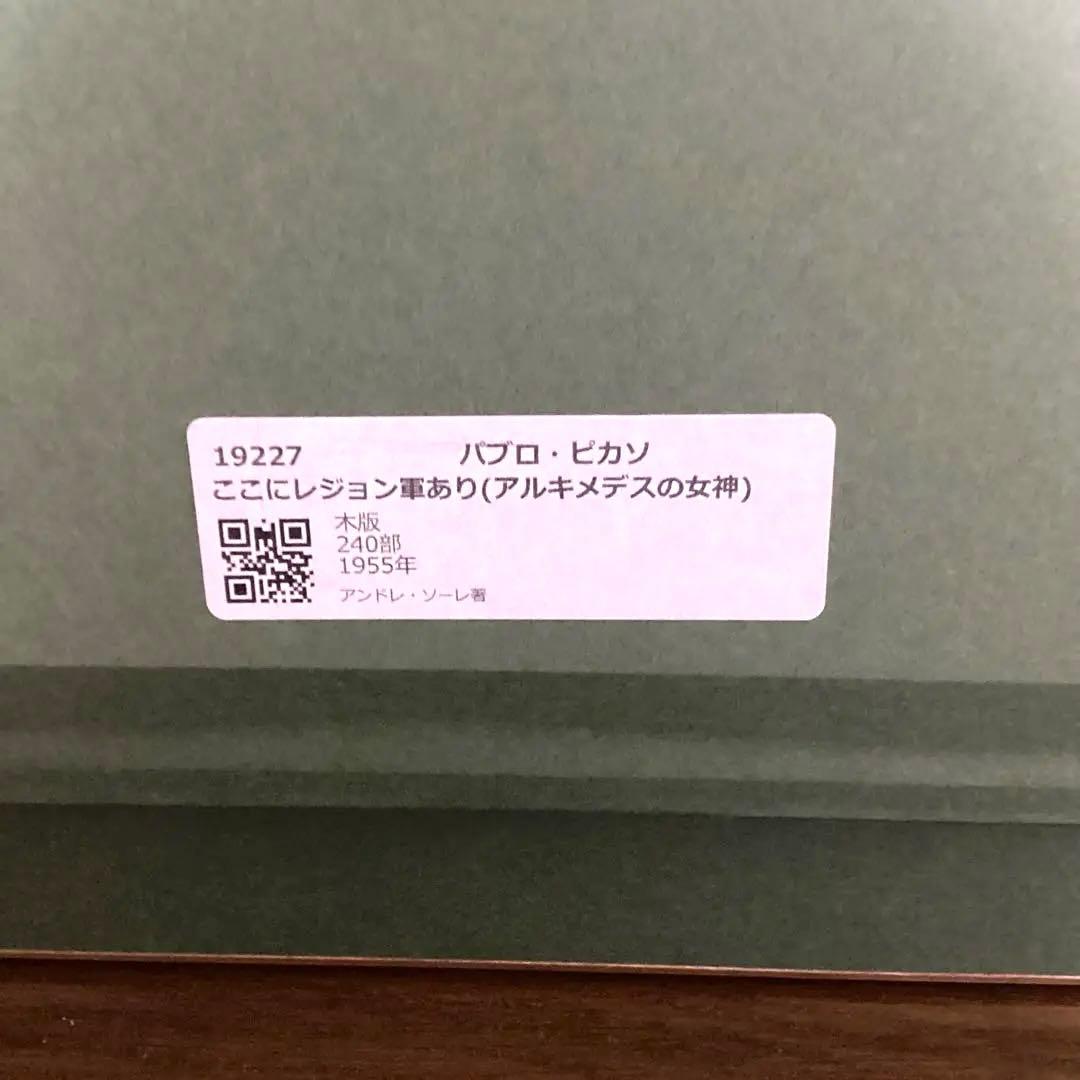 19227 パブロ・ピカソ
ここにレジョン軍あり(アルキメデスの女神)
木版
240部
1955年
アンドレ・ソーレ著